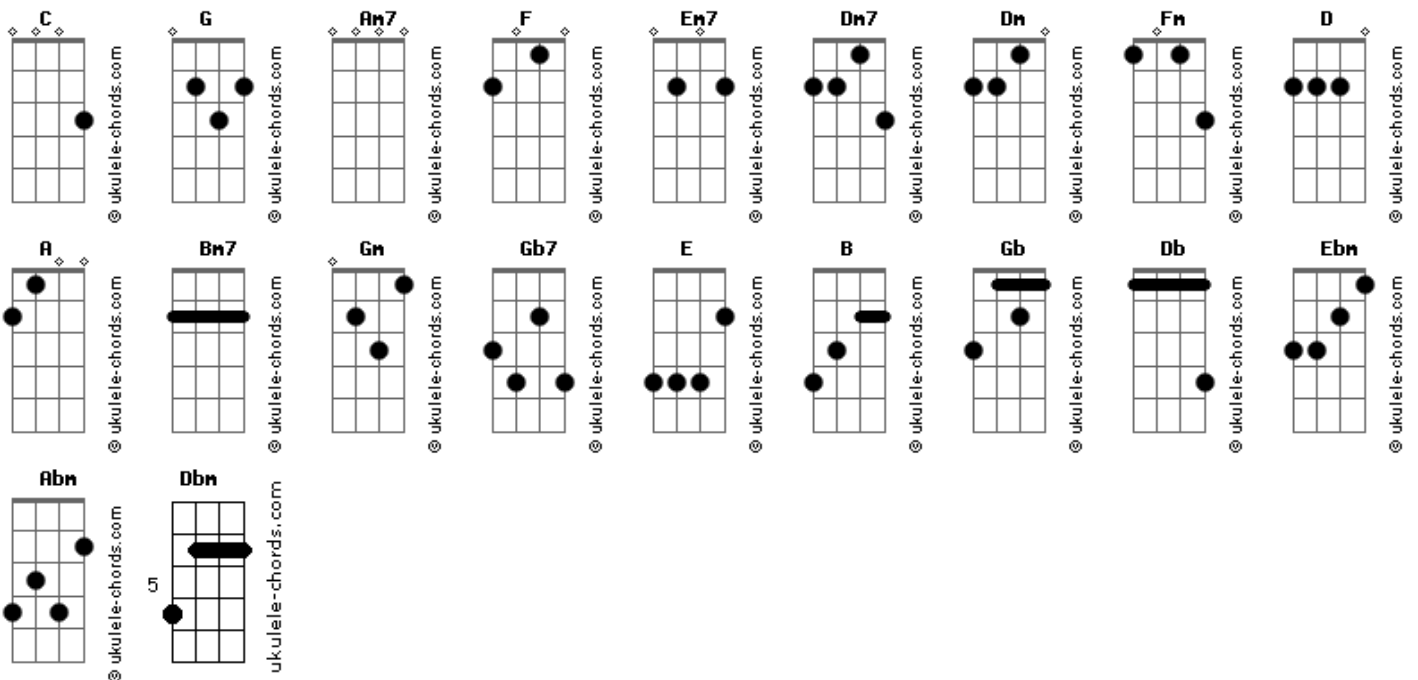 C G Am7 F Em7 Dm7 Dm Fm D
© ukulele-chords.com © ukulele-chords.com © ukulele-chords.com © ukulele-chords.com © ukulele-chords.com © ukulele-chords.com © ukulele-chords.com © ukulele-chords.com © ukulele-chords.com
A Bm7 Gm Gb7 E B Gb Db Ebm
© ukulele-chords.com © ukulele-chords.com © ukulele-chords.com © ukulele-chords.com © ukulele-chords.com © ukulele-chords.com © ukulele-chords.com © ukulele-chords.com © ukulele-chords.com
Abm Dbm
© ukulele-chords.com 5 ukulele-chords.com